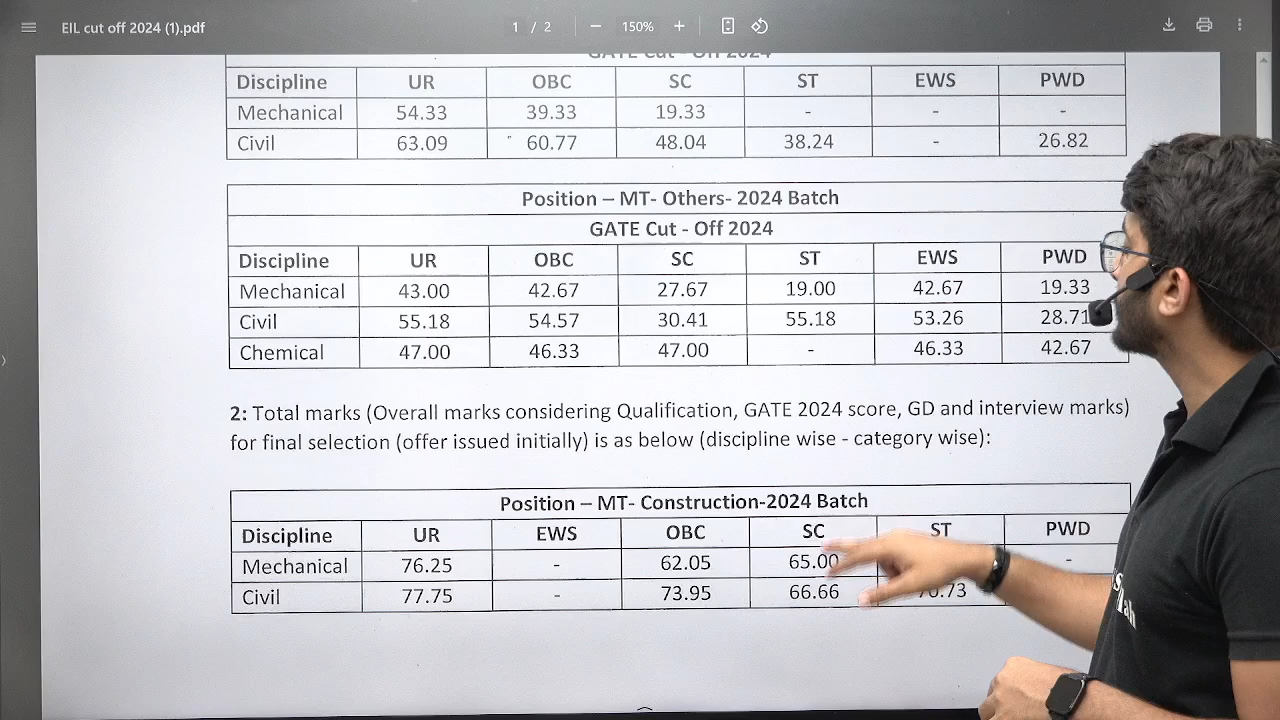 EIL cut off 2024 (1).pdf 1 / 2 150%
GATE Cut - Off 2024
Discipline UR OBC SC ST EWS PWD
Mechanical 54.33 39.33 19.33 - - -
Civil 63.09 60.77 48.04 38.24 - 26.82
Position – MT- Others- 2024 Batch
GATE Cut - Off 2024
Discipline UR OBC SC ST EWS PWD
Mechanical 43.00 42.67 27.67 19.00 42.67 19.33
Civil 55.18 54.57 30.41 55.18 53.26 28.71
Chemical 47.00 46.33 47.00 - 46.33 42.67
2: Total marks (Overall marks considering Qualification, GATE 2024 score, GD and interview marks)
for final selection (offer issued initially) is as below (discipline wise - category wise):
Position – MT- Construction-2024 Batch
Discipline UR EWS OBC SC ST PWD
Mechanical 76.25 - 62.05 65.00 -
Civil 77.75 - 73.95 66.66 70.73